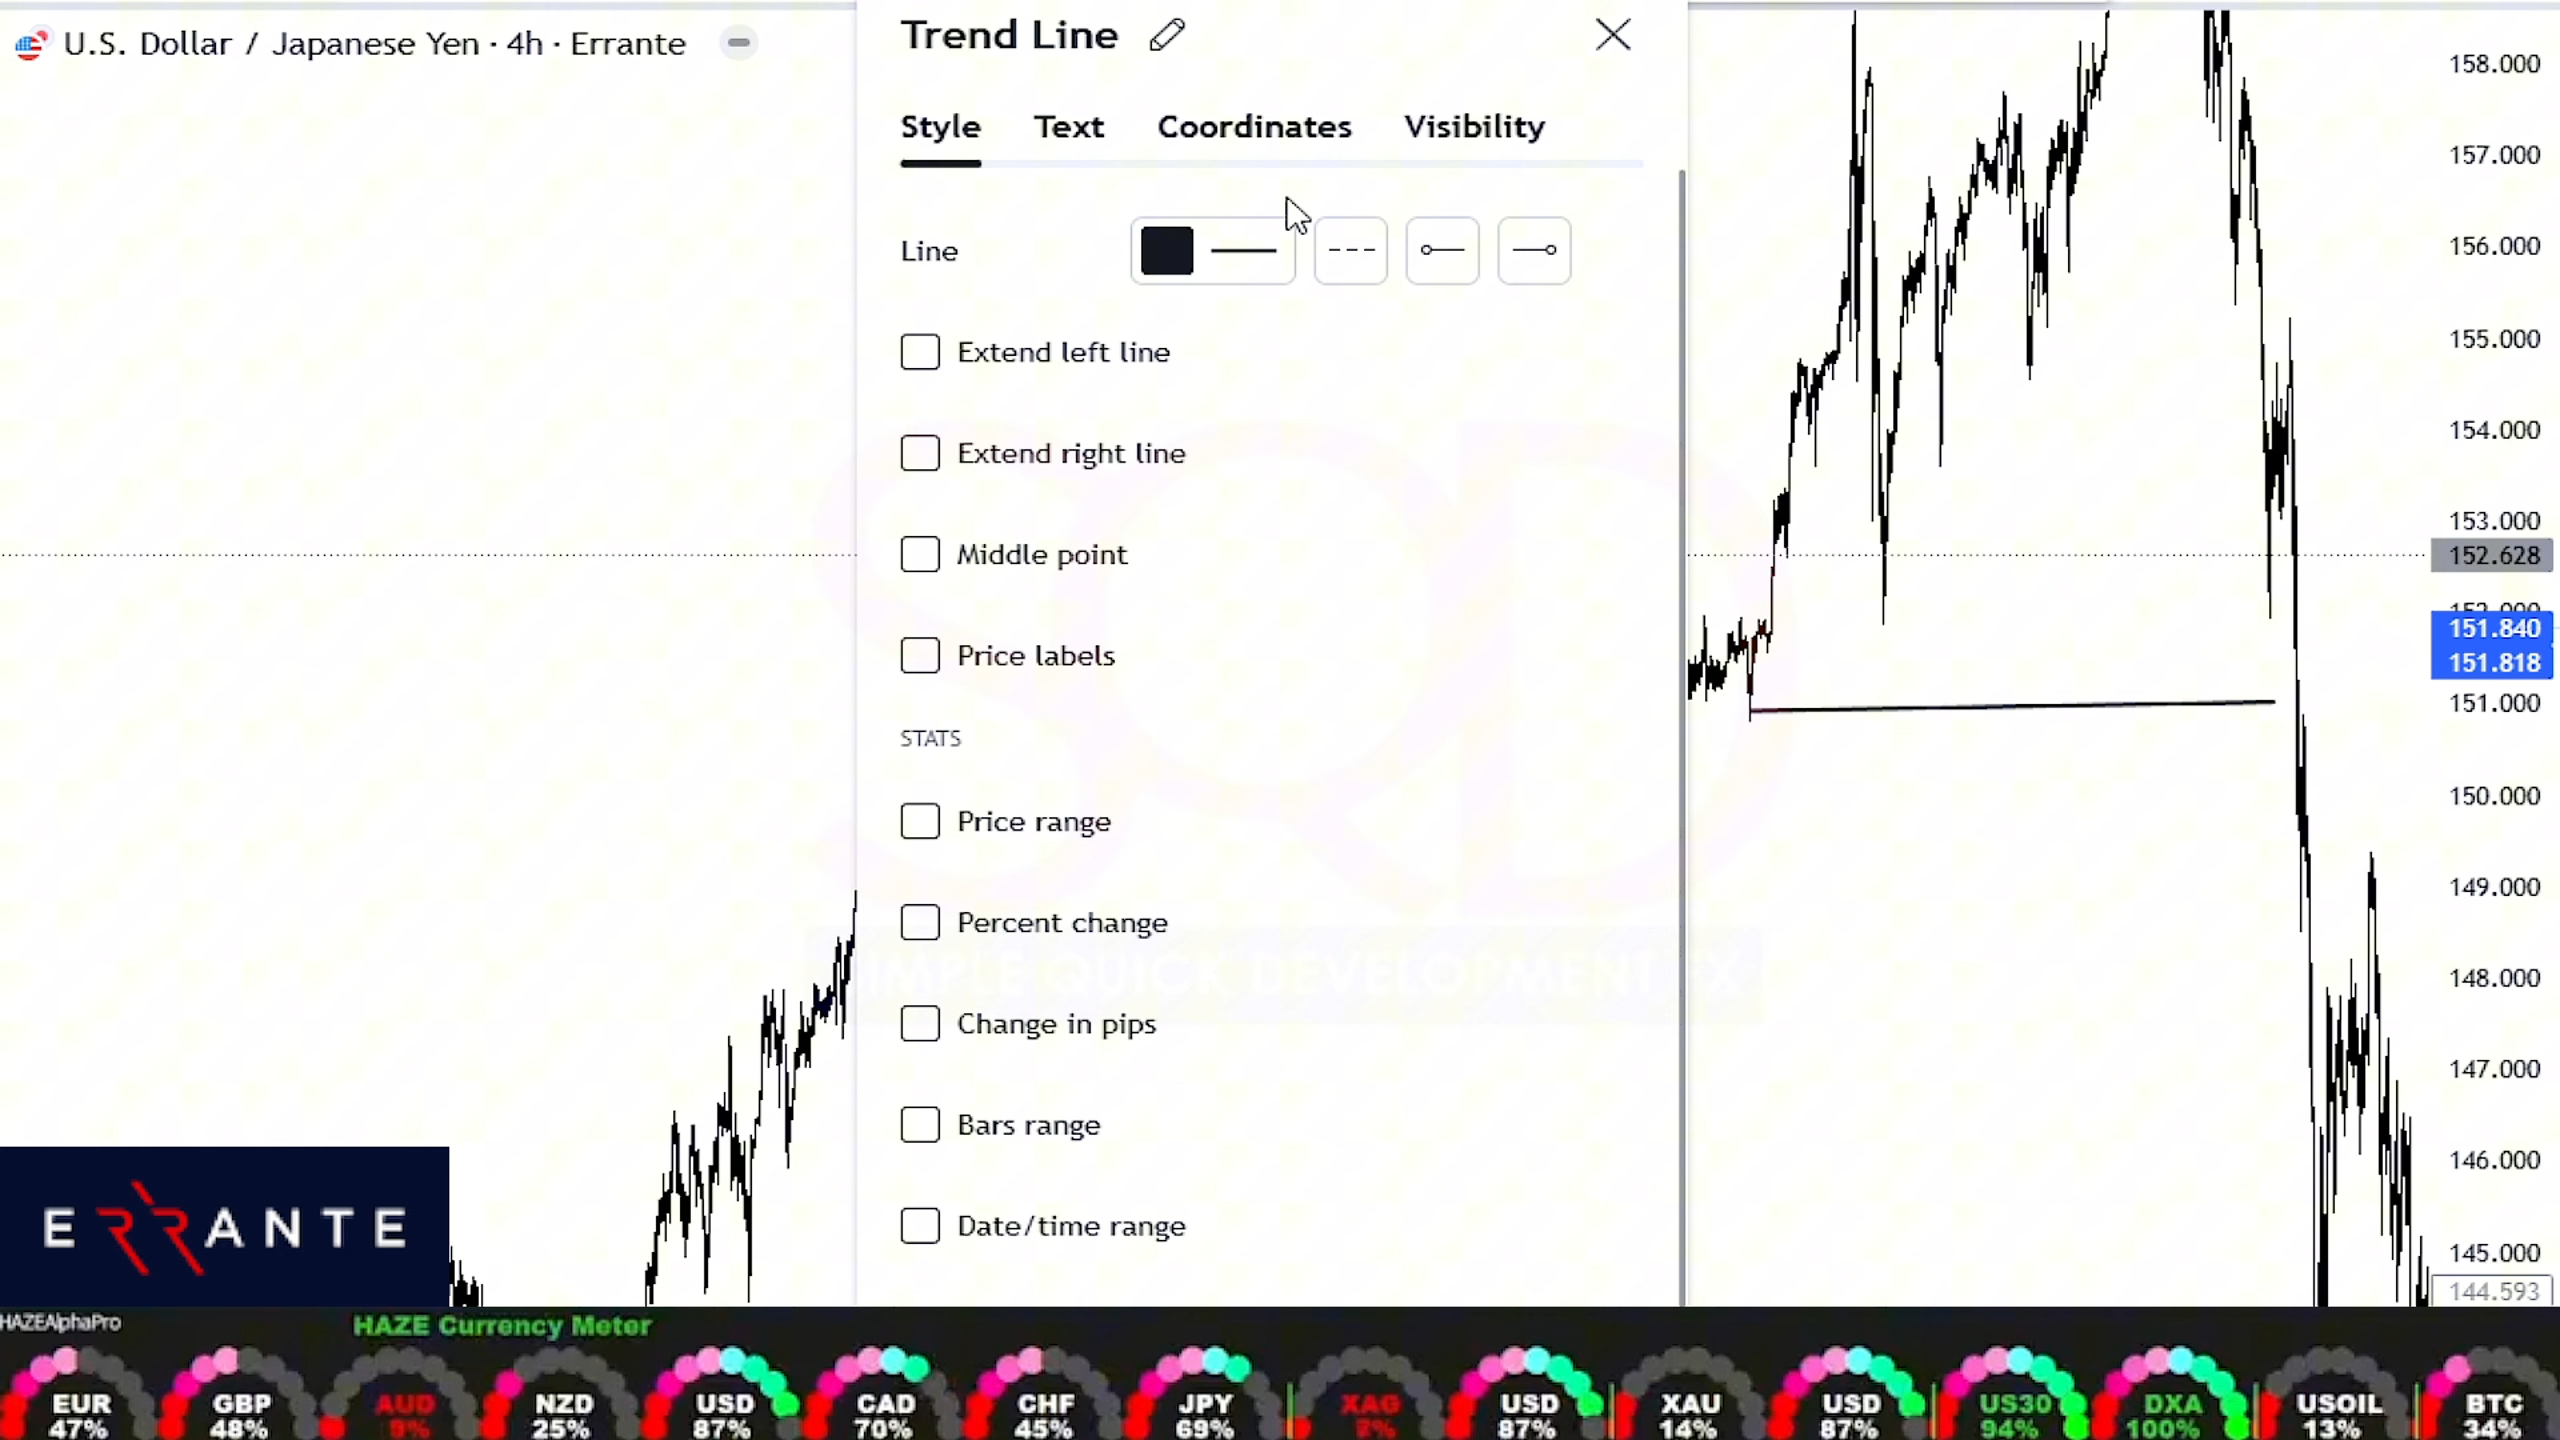 U.S. Dollar / Japanese Yen · 4h · Errante
Trend Line
Style Text Coordinates Visibility
Line
Extend left line
Extend right line
Middle point
Price labels
STATS
Price range
Percent change
Change in pips
Bars range
Date/time range
158.000
157.000
156.000
155.000
154.000
153.000
152.628
151.840
151.818
151.000
150.000
149.000
148.000
147.000
146.000
145.000
144.593
QUICK DEVELOPMENT
ERRANTE
HAZEAlphaPro
HAZE Currency Meter
EUR GBP AUD NZD USD CAD CHF JPY XAG USD XAU USD US30 DXA USOIL BTC
47% 48% 9% 25% 87% 70% 45% 69% 7% 87% 14% 87% 94% 100% 13% 34%